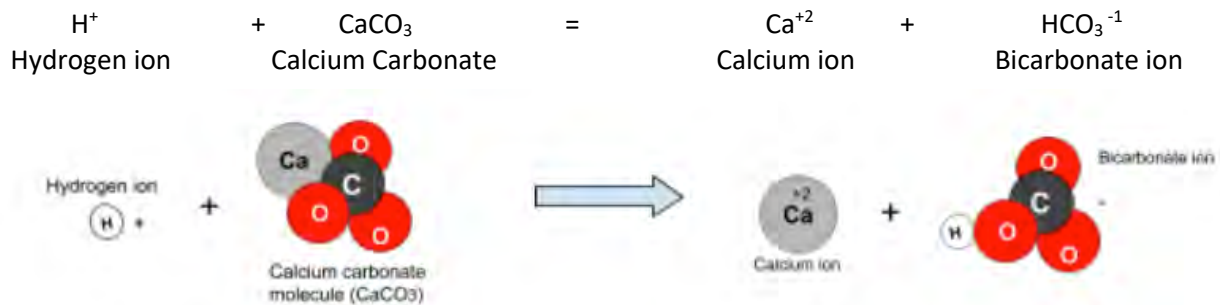 H⁺ + CaCO₃ = Ca⁺² + HCO₃ ⁻¹
Hydrogen ion Calcium Carbonate Calcium ion Bicarbonate ion
O
Ca
O
Bicarbonate ion
Hydrogen ion
C
+2
C
-
H +
+
Ca
+
O
H
O
O
O
Calcium ion
Calcium carbonate
molecule (CaCO3)